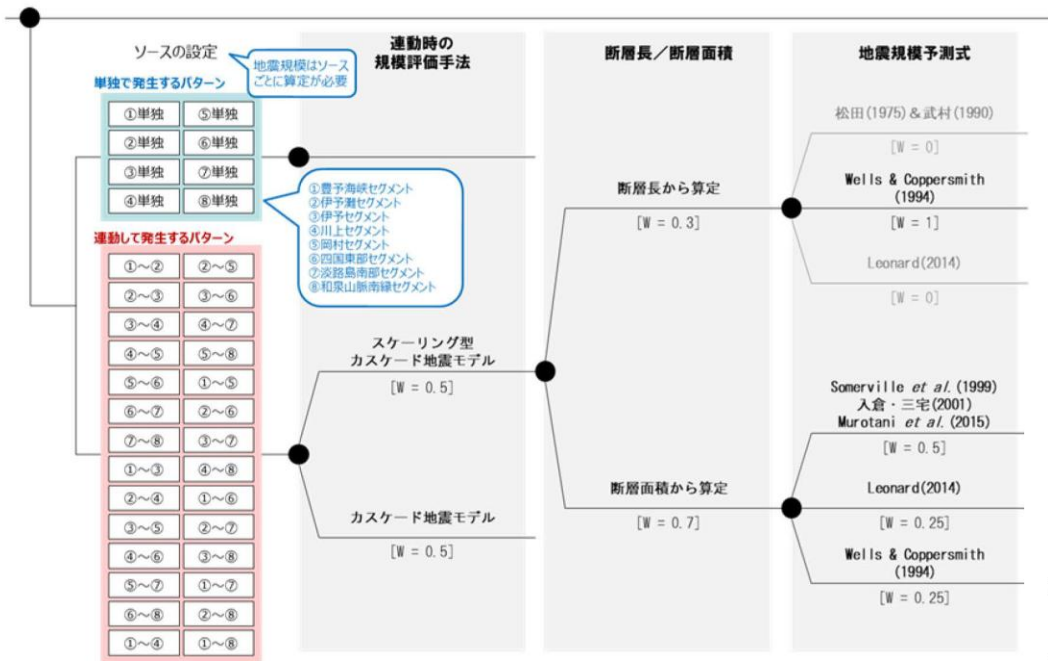 ソースの設定
地震規模はソース
ごとに算定が必要
連動時の
規模評価手法
断層長／断層面積
地震規模予測式
単独で発生するパターン
①単独
⑤単独
②単独
⑥単独
③単独
⑦単独
④単独
⑧単独
①豊予海峡セグメント
②伊予灘セグメント
③伊予セグメント
④川上セグメント
⑤岡村セグメント
⑥四国東部セグメント
⑦淡路島南部セグメント
⑧和泉山脈南縁セグメント
連動して発生するパターン
①～②
②～⑤
②～③
③～⑥
③～④
④～⑦
④～⑤
⑤～⑧
⑤～⑥
①～⑤
⑥～⑦
②～⑥
⑦～⑧
③～⑦
①～③
④～⑧
②～④
①～⑥
③～⑤
②～⑦
④～⑥
③～⑧
⑤～⑦
①～⑦
⑥～⑧
②～⑧
①～④
①～⑧
スケーリング型
カスケード地震モデル
[W = 0.5]
カスケード地震モデル
[W = 0.5]
断層長から算定
[W = 0.3]
断層面積から算定
[W = 0.7]
松田(1975)＆武村(1990)
[W = 0]
Wells & Coppersmith
(1994)
[W = 1]
Leonard(2014)
[W = 0]
Somerville et al. (1999)
入倉・三宅(2001)
Murotani et al. (2015)
[W = 0.5]
Leonard(2014)
[W = 0.25]
Wells & Coppersmith
(1994)
[W = 0.25]